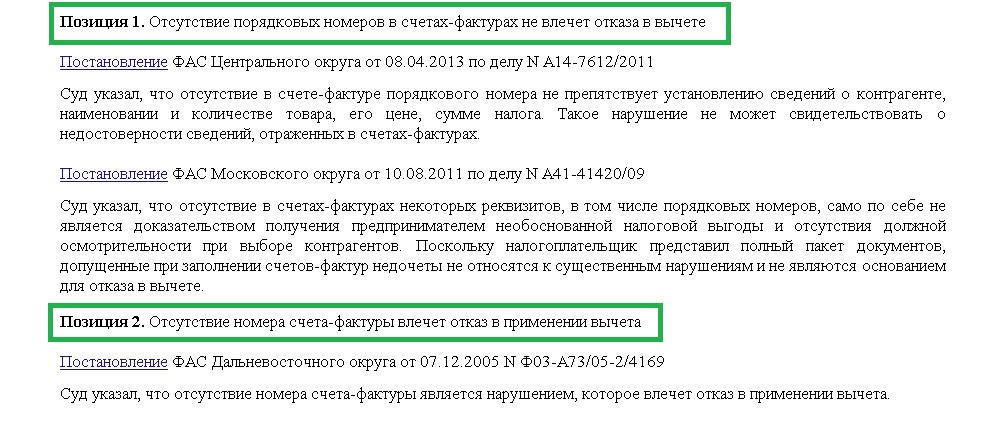 Позиция 1. Отсутствие порядковых номеров в счетах-фактурах не влечет отказа в вычете
Постановление ФАС Центрального округа от 08.04.2013 по делу N А14-7612/2011
Суд указал, что отсутствие в счете-фактуре порядкового номера не препятствует установлению сведений о контрагенте,
наименовании и количестве товара, его цене, сумме налога. Такое нарушение не может свидетельствовать о
недостоверности сведений, отраженных в счетах-фактурах.
Постановление ФАС Московского округа от 10.08.2011 по делу N А41-41420/09
Суд указал, что отсутствие в счетах-фактурах некоторых реквизитов, в том числе порядковых номеров, само по себе не
является доказательством получения предпринимателем необоснованной налоговой выгоды и отсутствия должной
осмотрительности при выборе контрагентов. Поскольку налогоплательщик представил полный пакет документов,
допущенные при заполнении счетов-фактур недочеты не относятся к существенным нарушениям и не являются основанием
для отказа в вычете.
Позиция 2. Отсутствие номера счета-фактуры влечет отказ в применении вычета
Постановление ФАС Дальневосточного округа от 07.12.2005 N Ф03-А73/05-2/4169
Суд указал, что отсутствие номера счета-фактуры является нарушением, которое влечет отказ в применении вычета.